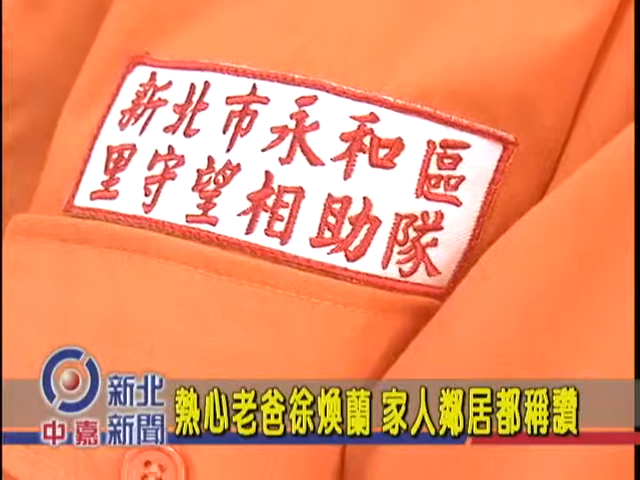 新北市永和區
里守望相助隊
新北
中嘉新聞
熱心老爸徐煥蘭 家人鄰居都稱讚